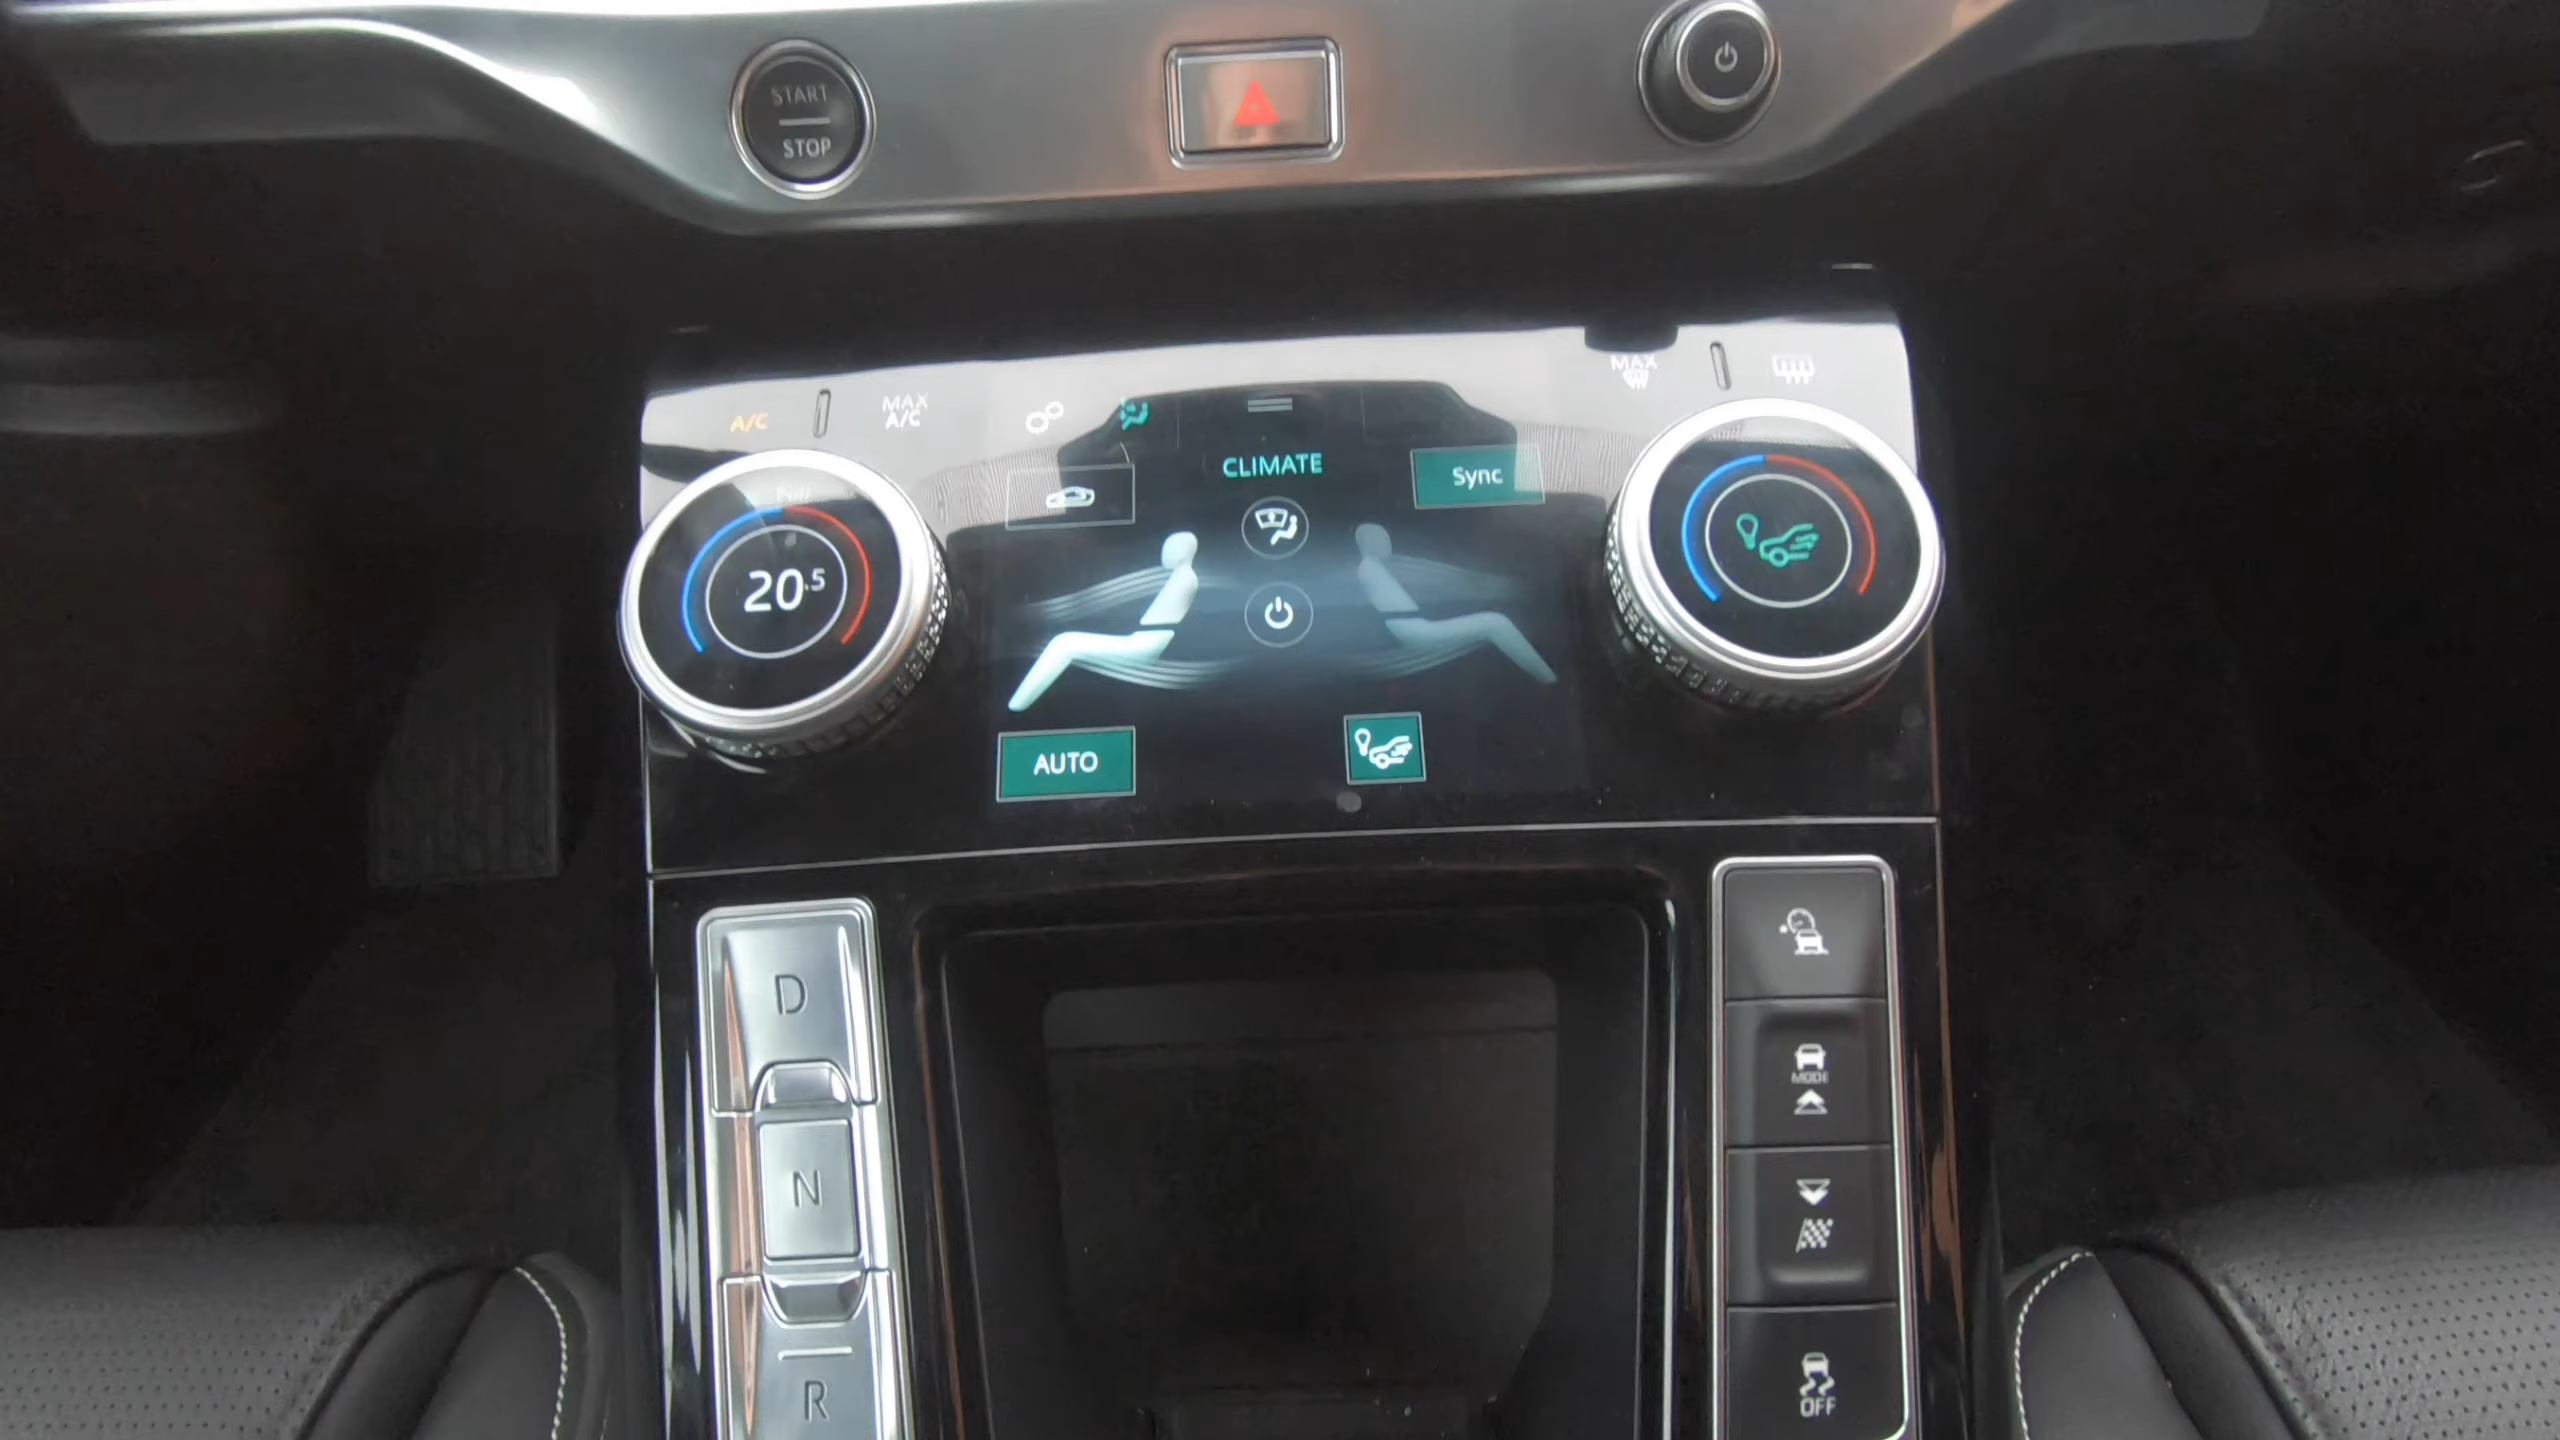 START
STOP
A/C
MAX
A/C
MAX
CLIMATE
Sync
20.5
AUTO
D
N
R
MODE
OFF